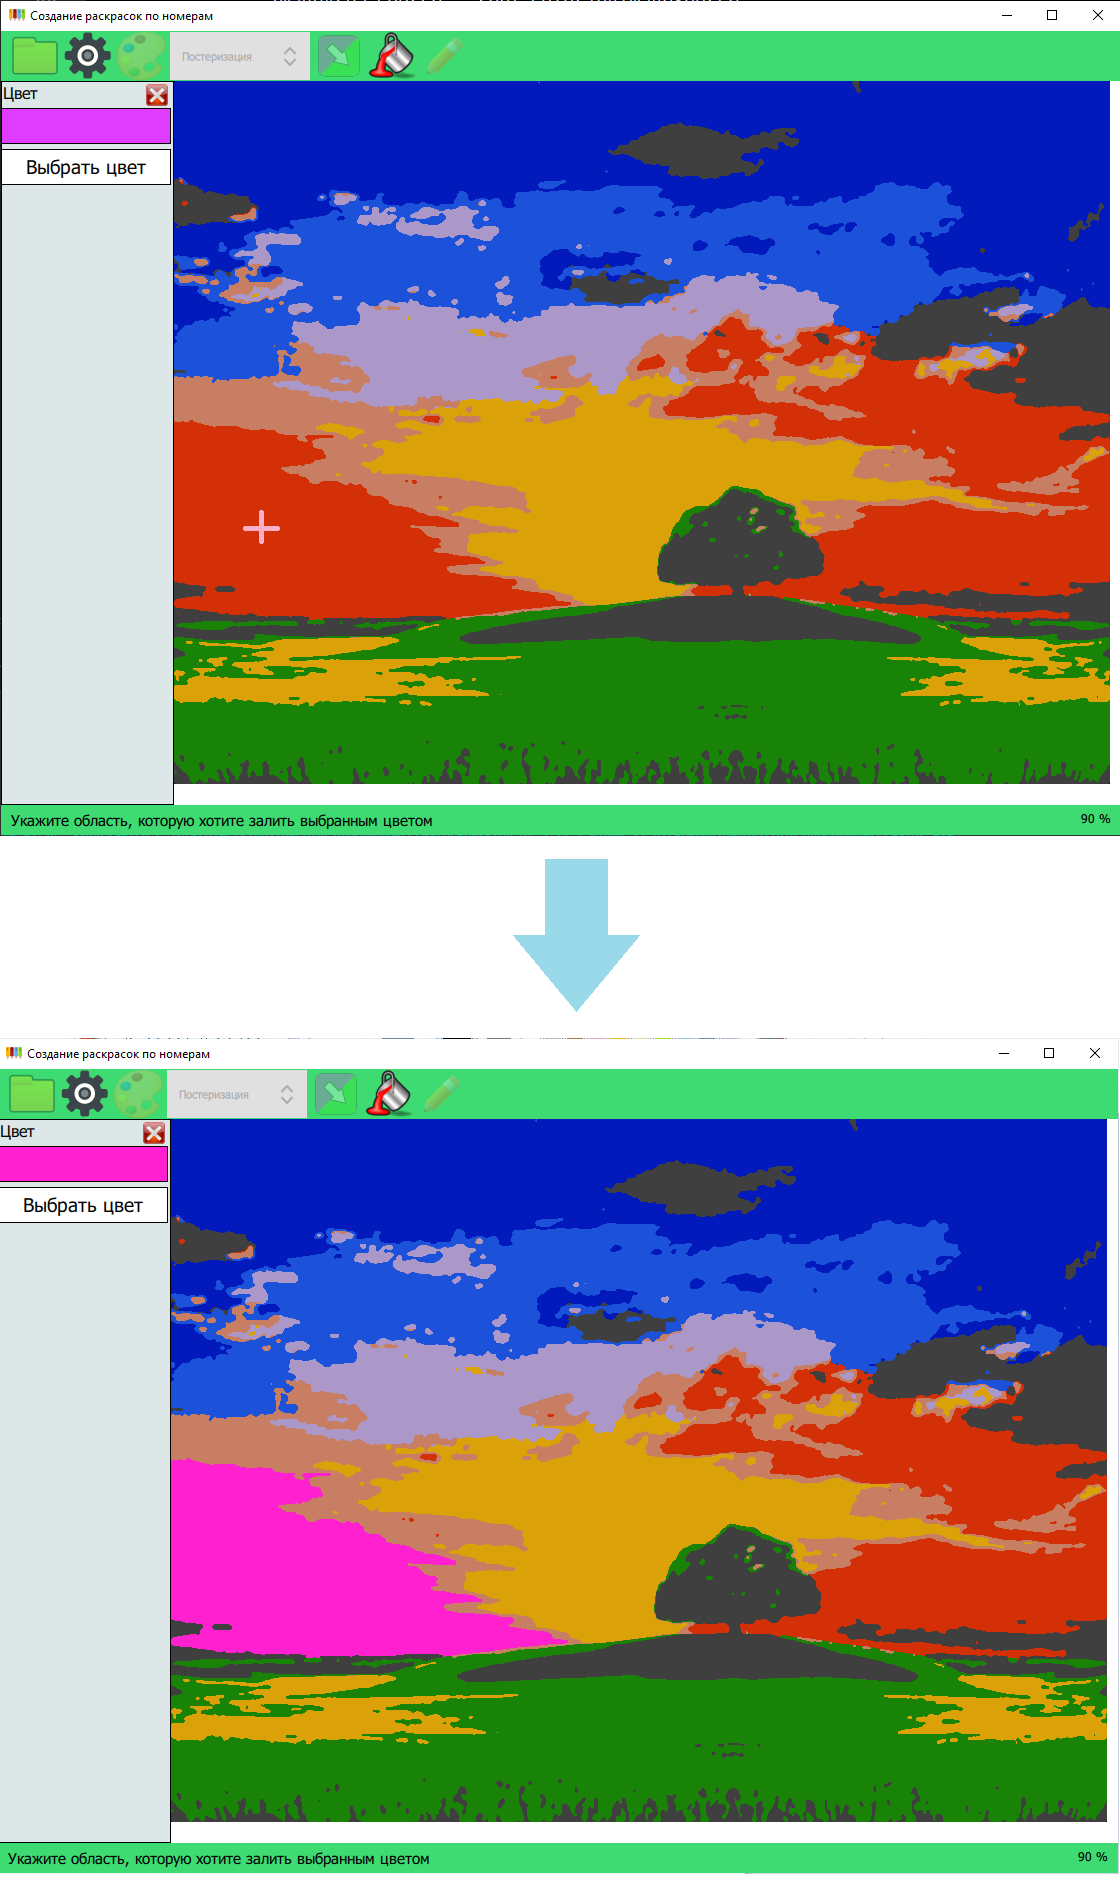 Создание раскрасок по номерам
Постеризация
Цвет
Выбрать цвет
Укажите область, которую хотите залить выбранным цветом
90 %
Создание раскрасок по номерам
Постеризация
Цвет
Выбрать цвет
Укажите область, которую хотите залить выбранным цветом
90 %